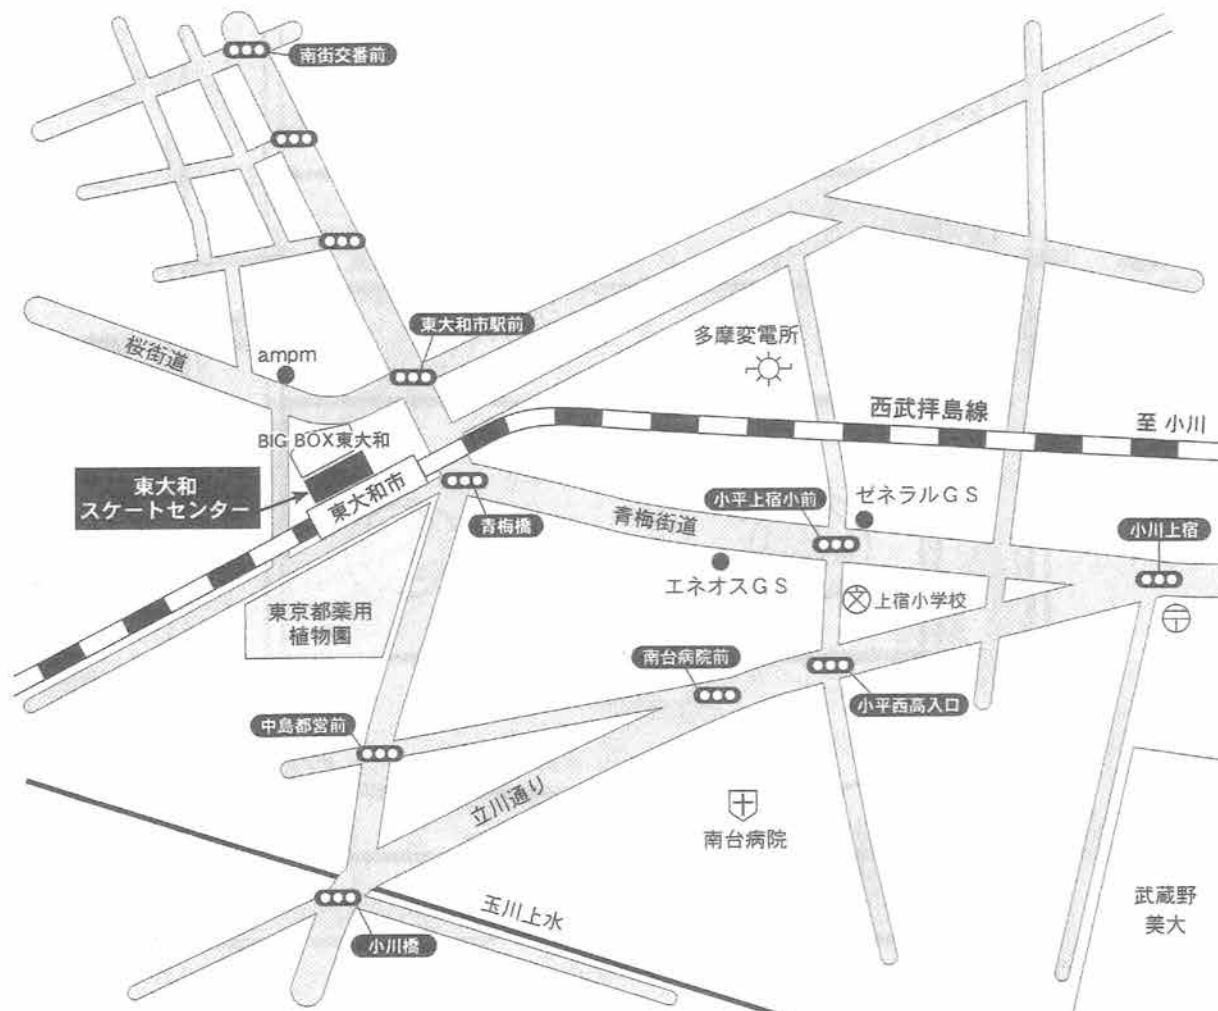 南街交番前
東大和市駅前
桜街道
ampm
多摩変電所
西武拝島線
至 小川
BIG BOX東大和
東大和
スケートセンター
東大和市
青梅橋
青梅街道
小平上宿小前
ゼネラルＧＳ
小川上宿
エネオスＧＳ
上宿小学校
東京都薬用
植物園
南台病院前
小平西高入口
中島都営前
立川通り
南台病院
武蔵野
美大
玉川上水
小川橋